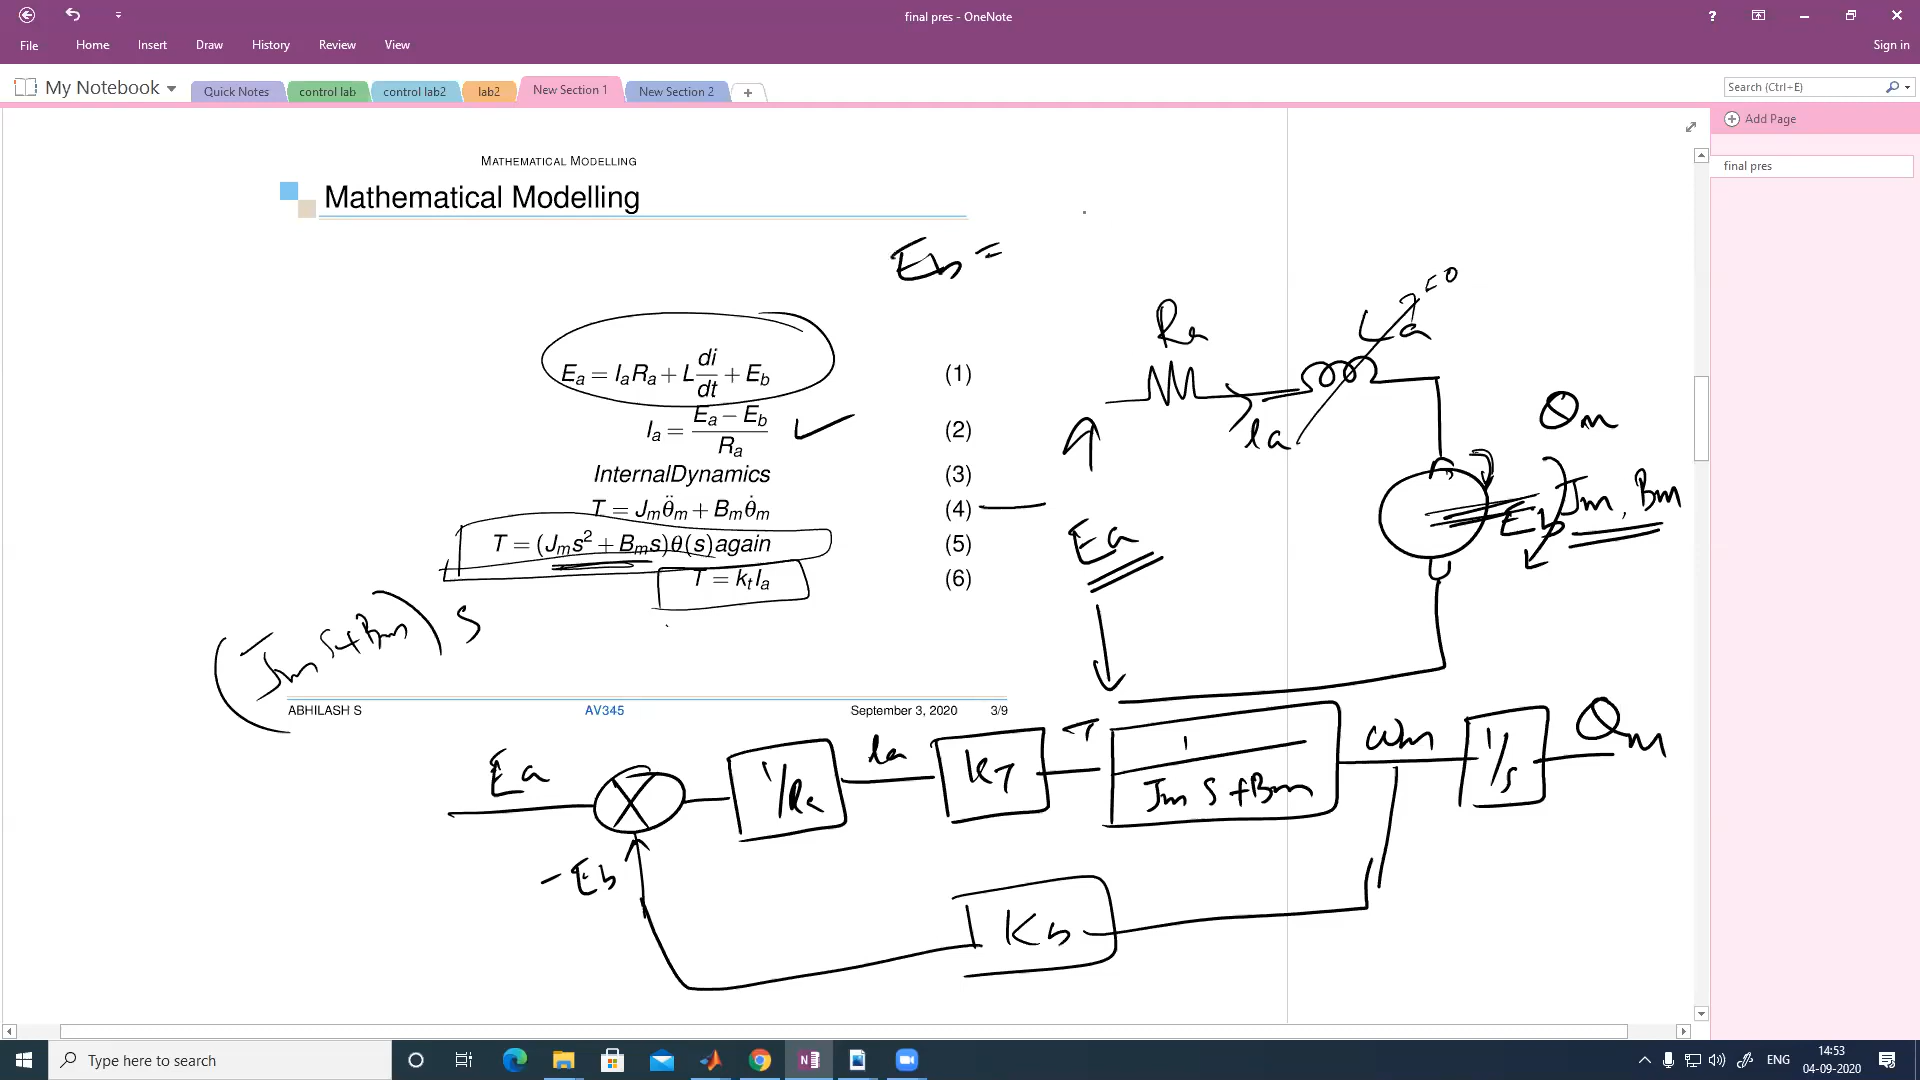 final pres - OneNote
?
File Home Insert Draw History Review View Sign in
My Notebook Quick Notes control lab control lab2 lab2 New Section 1 New Section 2 +
Search (Ctrl+E)
Add Page
final pres
MATHEMATICAL MODELLING
Mathematical Modelling
Eb =
Ea = IaRa + L di/dt + Eb (1)
Ia = (Ea − Eb)/Ra (2)
InternalDynamics (3)
T = Jmθ̈m + Bmθ̇m (4)
T = (Jms² + Bms)θ(s)again (5)
T = ktIa (6)
(Jm S+Bm) S
Ra
La =0
Ia
Ea
θm
Eb
Jm, Bm
ABHILASH S AV345 September 3, 2020 3/9
Ea 1/Ra Ia KT T 1/(Jm S+Bm) ωm 1/s θm
-Eb
Kb
Type here to search
ENG
14:53
04-09-2020